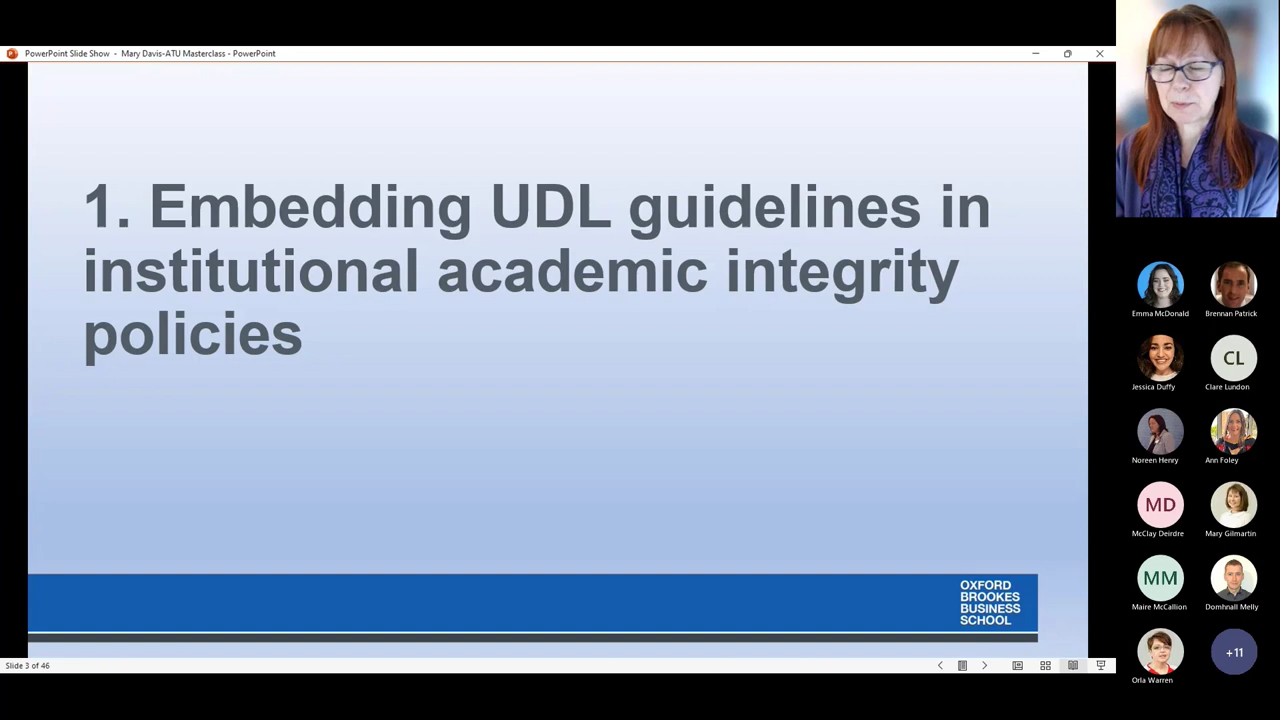 PowerPoint Slide Show - Mary Davis-ATU Masterclass - PowerPoint
1. Embedding UDL guidelines in
institutional academic integrity
policies
OXFORD
BROOKES
BUSINESS
SCHOOL
Slide 3 of 46
Emma McDonald
Brennan Patrick
CL
Jessica Duffy
Clare Lundon
Noreen Henry
Ann Foley
MD
McClay Deirdre
Mary Gilmartin
MM
Maire McCallion
Domhnall Melly
+11
Orla Warren